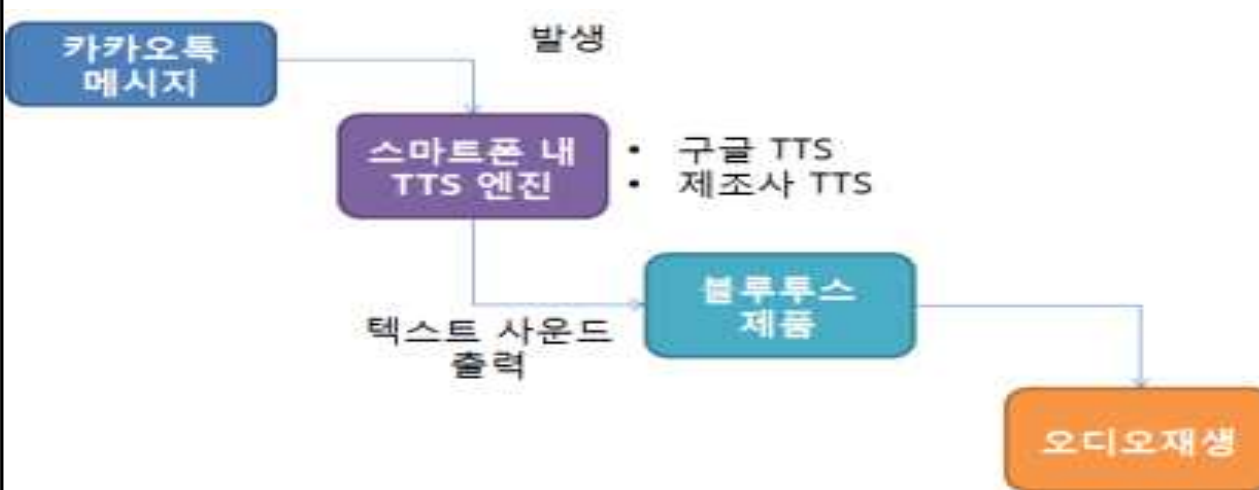 카카오톡
메시지
발생
스마트폰 내
TTS 엔진
• 구글 TTS
• 제조사 TTS
블루투스
제품
텍스트 사운드
출력
오디오재생